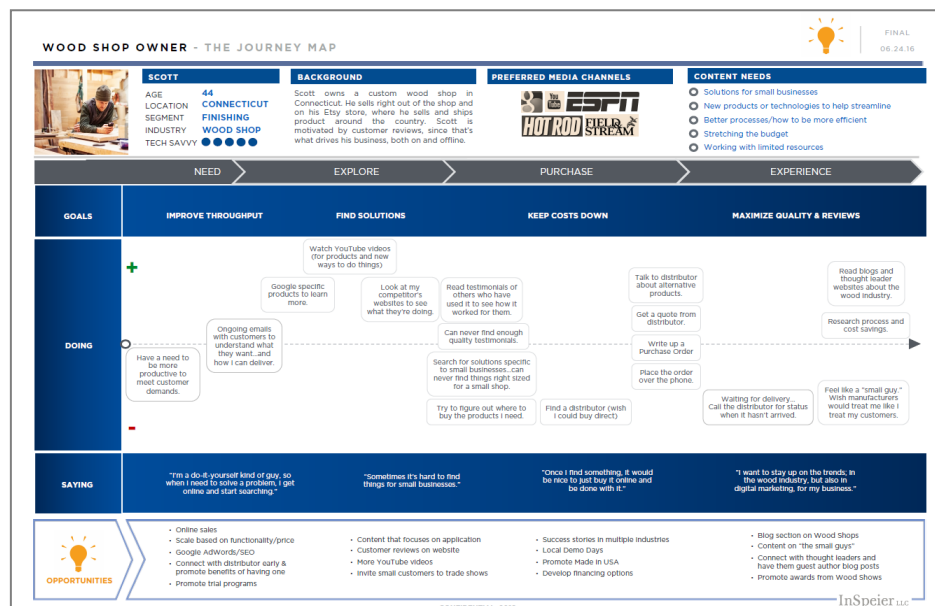 WOOD SHOP OWNER - THE JOURNEY MAP
FINAL
06.24.16
SCOTT
AGE 44
LOCATION CONNECTICUT
SEGMENT FINISHING
INDUSTRY WOOD SHOP
TECH SAVVY
BACKGROUND
Scott owns a custom wood shop in
Connecticut. He sells right out of the shop and
on his Etsy store, where he sells and ships
product around the country. Scott is
motivated by customer reviews, since that's
what drives his business, both on and offline.
PREFERRED MEDIA CHANNELS
You
Tube
ESPN
HOT ROD
FIELD &
STREAM
CONTENT NEEDS
Solutions for small businesses
New products or technologies to help streamline
Better processes/how to be more efficient
Stretching the budget
Working with limited resources
NEED
EXPLORE
PURCHASE
EXPERIENCE
GOALS
IMPROVE THROUGHPUT
FIND SOLUTIONS
KEEP COSTS DOWN
MAXIMIZE QUALITY & REVIEWS
DOING
+
-
Have a need to
be more
productive to
meet customer
demands.
Ongoing emails
with customers to
understand what
they want...and
how I can deliver.
Google specific
products to learn
more.
Watch YouTube videos
(for products and new
ways to do things)
Look at my
competitor's
websites to see
what they're doing.
Read testimonials of
others who have
used it to see how it
worked for them.
Can never find enough
quality testimonials.
Search for solutions specific
to small businesses...can
never find things right sized
for a small shop.
Try to figure out where to
buy the products I need.
Find a distributor (wish
I could buy direct)
Talk to distributor
about alternative
products.
Get a quote from
distributor.
Write up a
Purchase Order
Place the order
over the phone.
Waiting for delivery...
Call the distributor for status
when it hasn't arrived.
Read blogs and
thought leader
websites about the
wood industry.
Research process and
cost savings.
Feel like a "small guy."
Wish manufacturers
would treat me like I
treat my customers.
SAYING
"I'm a do-it-yourself kind of guy, so
when I need to solve a problem, I get
online and start searching."
"Sometimes it's hard to find
things for small businesses."
"Once I find something, it would
be nice to just buy it online and
be done with it."
"I want to stay up on the trends; in
the wood industry, but also in
digital marketing, for my business."
OPPORTUNITIES
• Online sales
• Scale based on functionality/price
• Google AdWords/SEO
• Connect with distributor early &
promote benefits of having one
• Promote trial programs
• Content that focuses on application
• Customer reviews on website
• More YouTube videos
• Invite small customers to trade shows
• Success stories in multiple industries
• Local Demo Days
• Promote Made in USA
• Develop financing options
• Blog section on Wood Shops
• Content on "the small guys"
• Connect with thought leaders and
have them guest author blog posts
• Promote awards from Wood Shows
InSpeier LLC